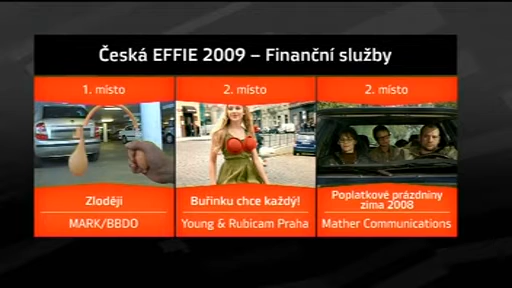 Česká EFFIE 2009 – Finanční služby
1. místo
2. místo
2. místo
Zloději
Buřinku chce každý!
Poplatkové prázdniny
zima 2008
MARK/BBDO
Young & Rubicam Praha
Mather Communications